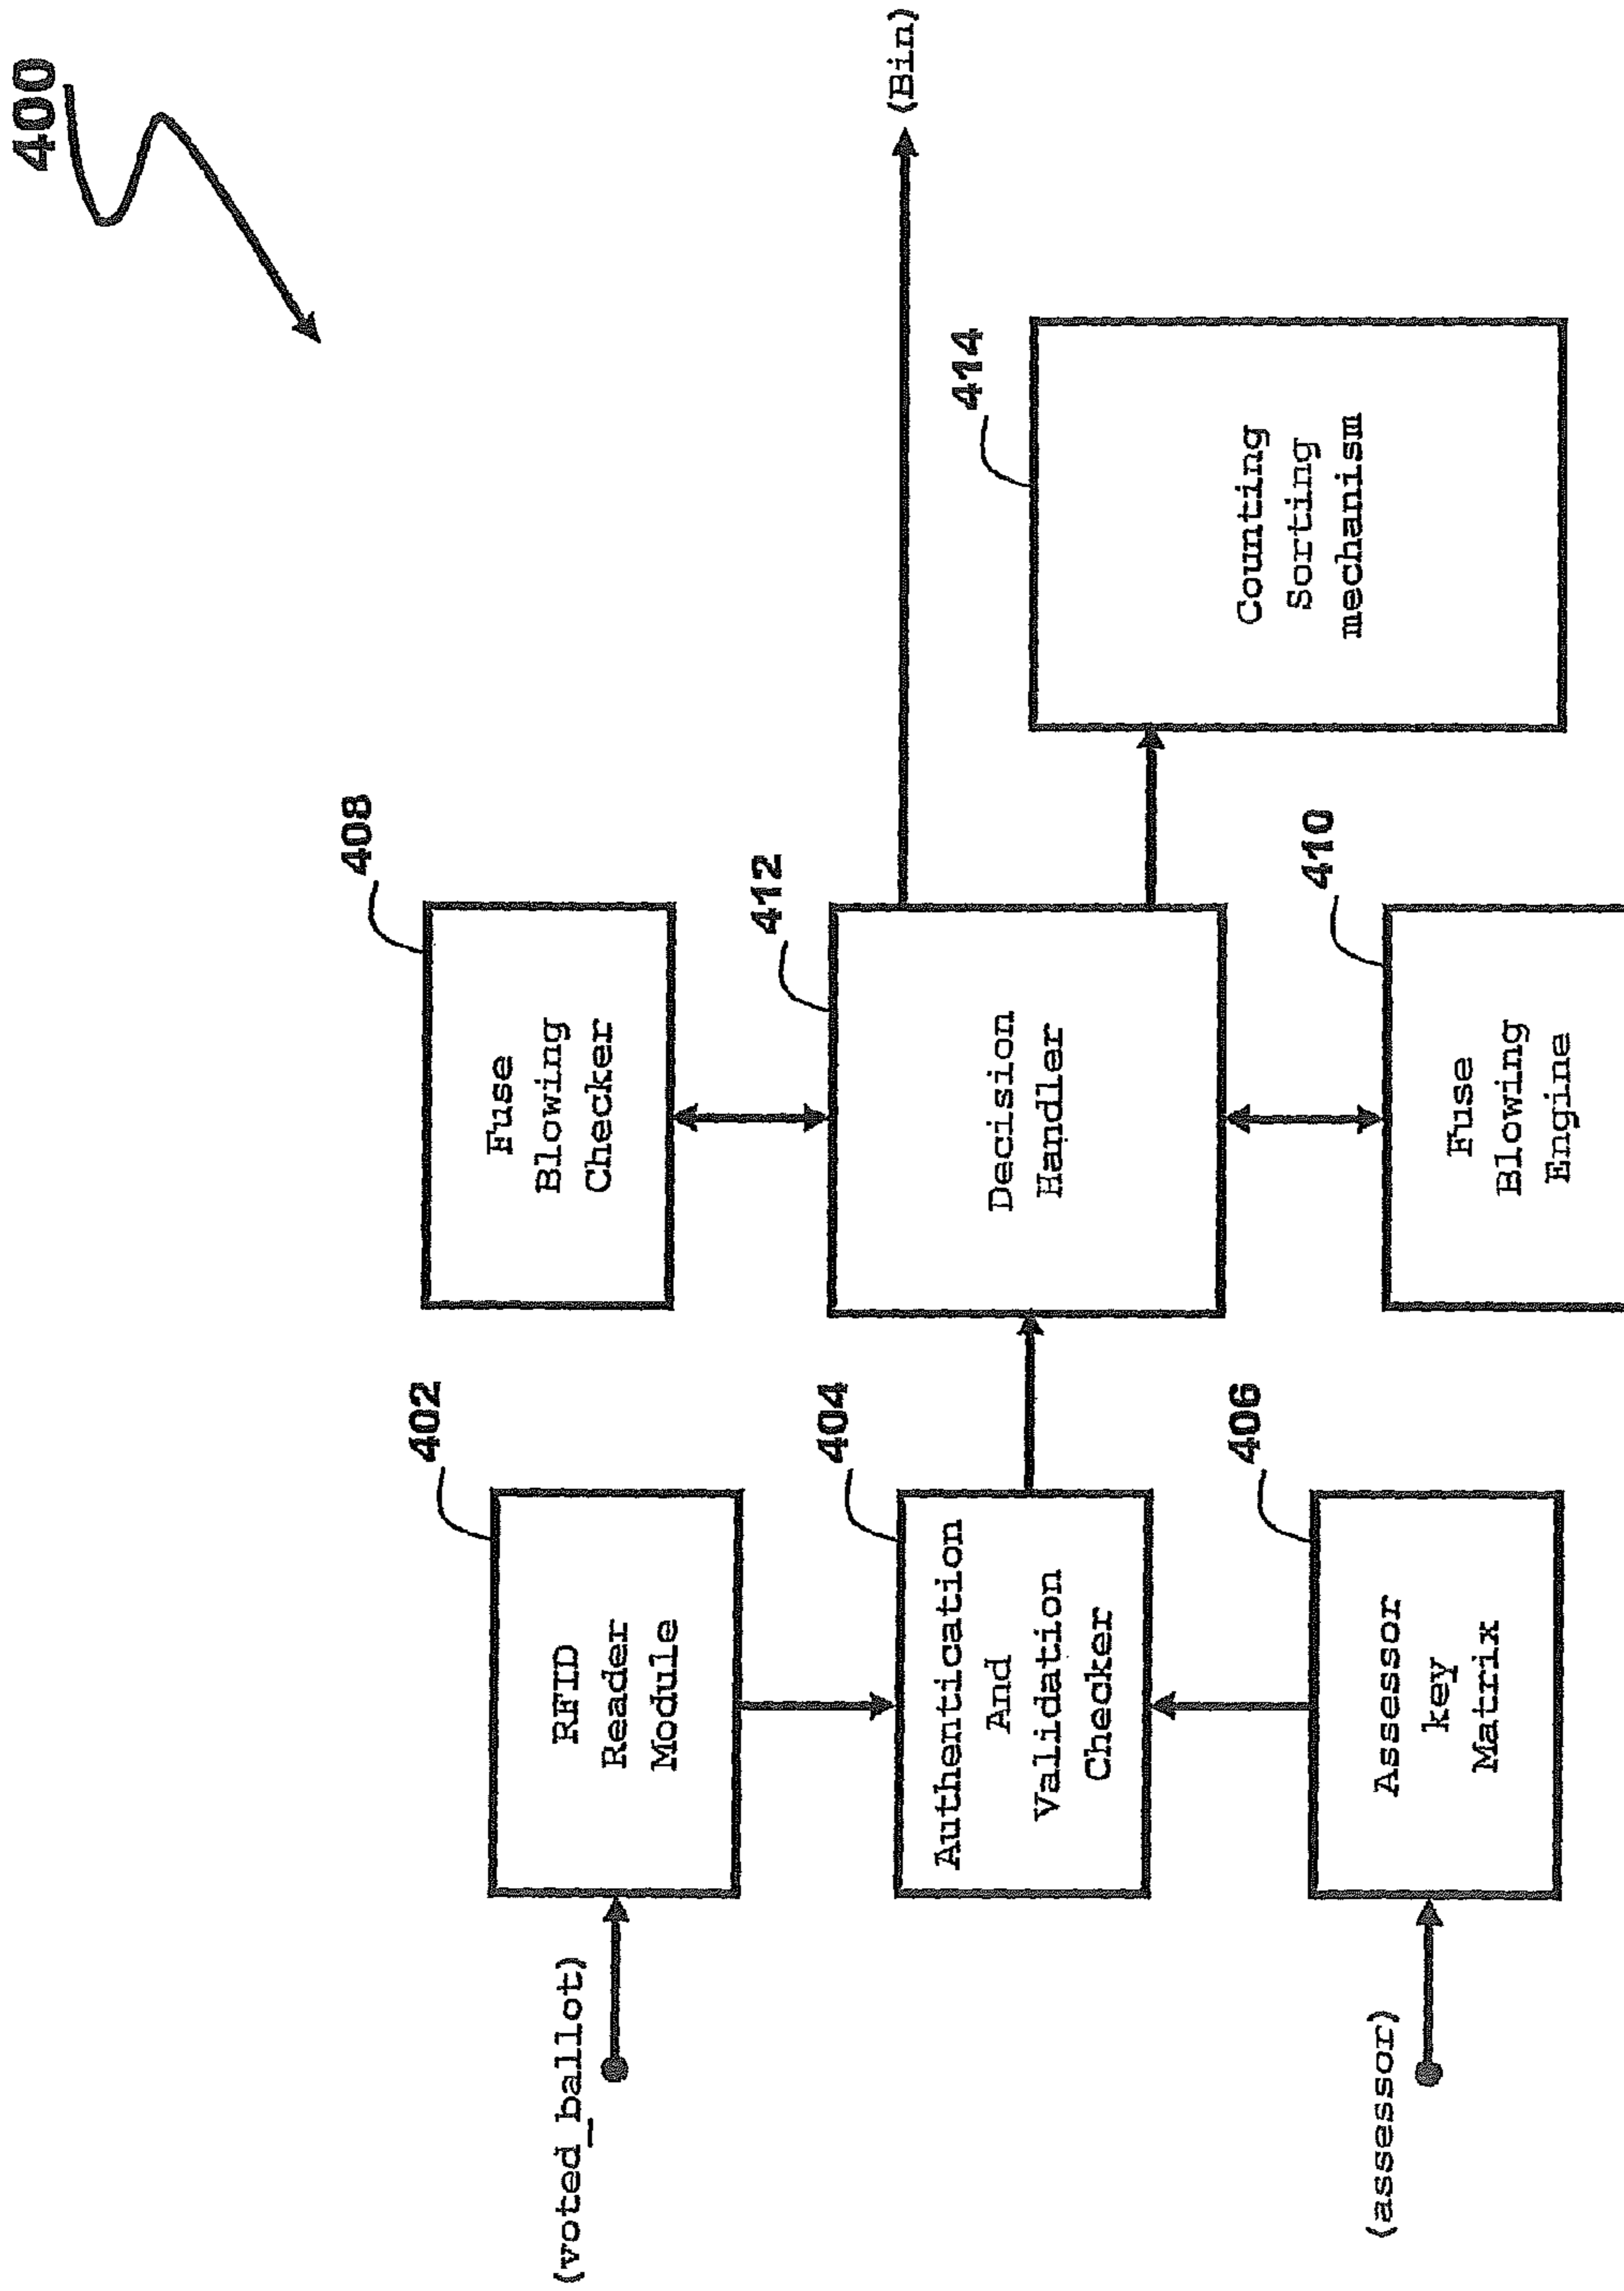 400
408
Fuse
Blowing
Checker
402
RFID
Reader
Module
(voted_ballot)
(Bin)
412
Decision
Handler
404
Authentication
And
Validation
Checker
414
Counting
Sorting
mechanism
410
Fuse
Blowing
Engine
406
Assessor
key
Matrix
(assessor)